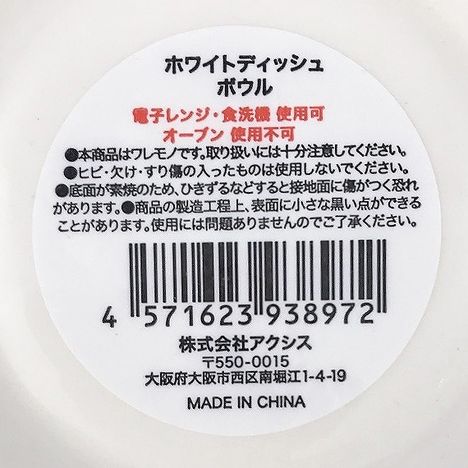 ホワイトディッシュ
ボウル
電子レンジ・食洗機 使用可
オーブン 使用不可
●本商品はワレモノです。取り扱いには十分注意してください。
●ヒビ・欠け・すり傷の入ったものは使用しないでください。
●底面が素焼のため、ひきずるなどすると接地面に傷がつく恐れ
があります。●商品の製造工程上、表面に小さな黒い点ができる
ことがあります。使用には問題ありませんのでご了承ください。
4 571623 938972
株式会社アクシス
〒550-0015
大阪府大阪市西区南堀江1-4-19
MADE IN CHINA